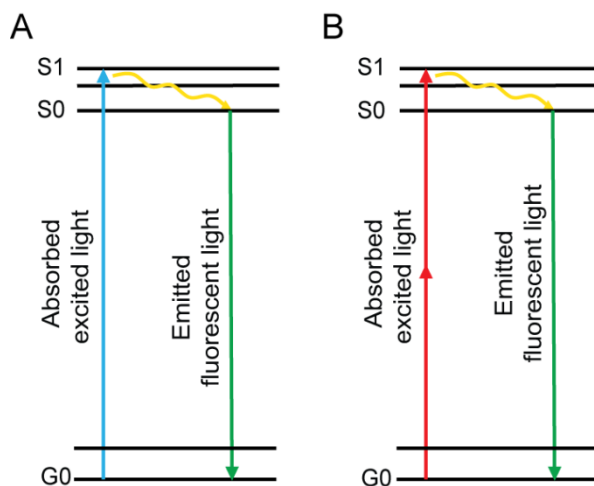 A
S1
S0
Absorbed
excited light
Emitted
fluorescent light
G0
B
S1
S0
Absorbed
excited light
Emitted
fluorescent light
G0